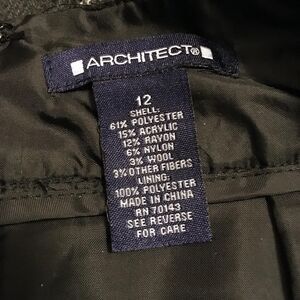 ARCHITECT®
12
SHELL:
61% POLYESTER
15% ACRYLIC
12% RAYON
6% NYLON
3% WOOL
3% OTHER FIBERS
LINING:
100% POLYESTER
MADE IN CHINA
RN 70143
SEE REVERSE
FOR CARE